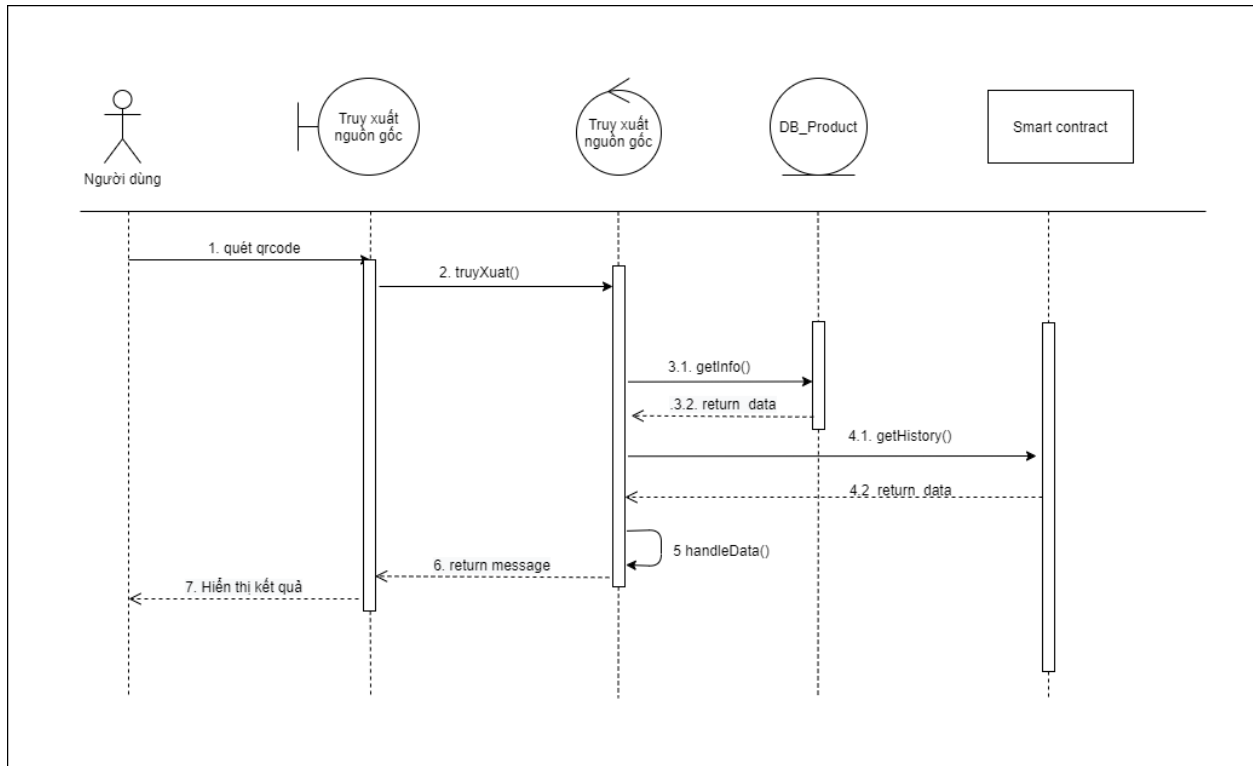 Truy xuất
nguồn gốc
Truy xuất
nguồn gốc
DB_Product
Smart contract
Người dùng
1. quét qrcode
2. truyXuat()
3.1. getInfo()
.3.2. return data
4.1. getHistory()
4.2 return data
5 handleData()
6. return message
7. Hiển thị kết quả